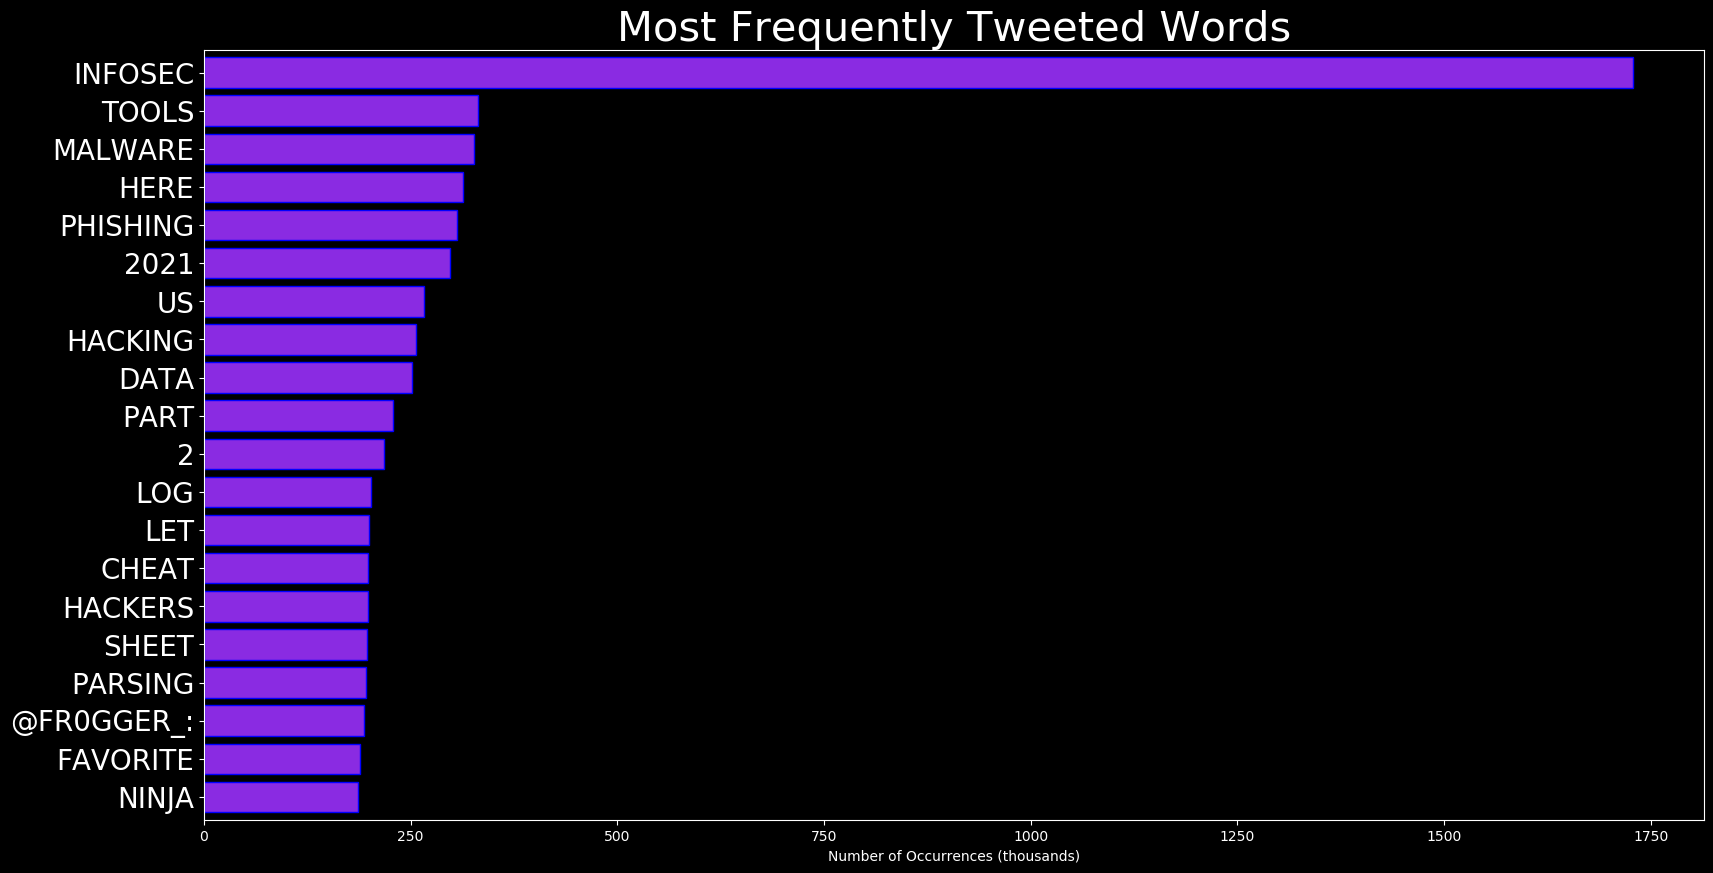 Most Frequently Tweeted Words
INFOSEC
TOOLS
MALWARE
HERE
PHISHING
2021
US
HACKING
DATA
PART
2
LOG
LET
CHEAT
HACKERS
SHEET
PARSING
@FR0GGER_:
FAVORITE
NINJA
0 250 500 750 1000 1250 1500 1750
Number of Occurrences (thousands)